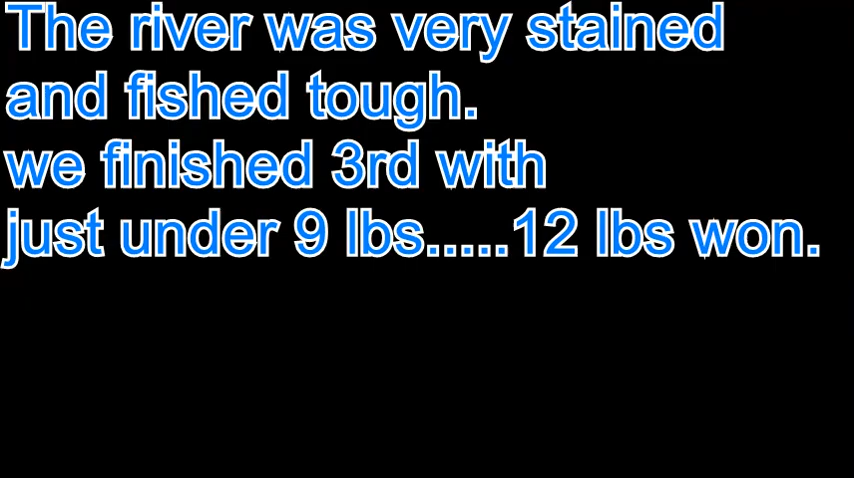 The river was very stained
and fished tough.
we finished 3rd with
just under 9 lbs.....12 lbs won.